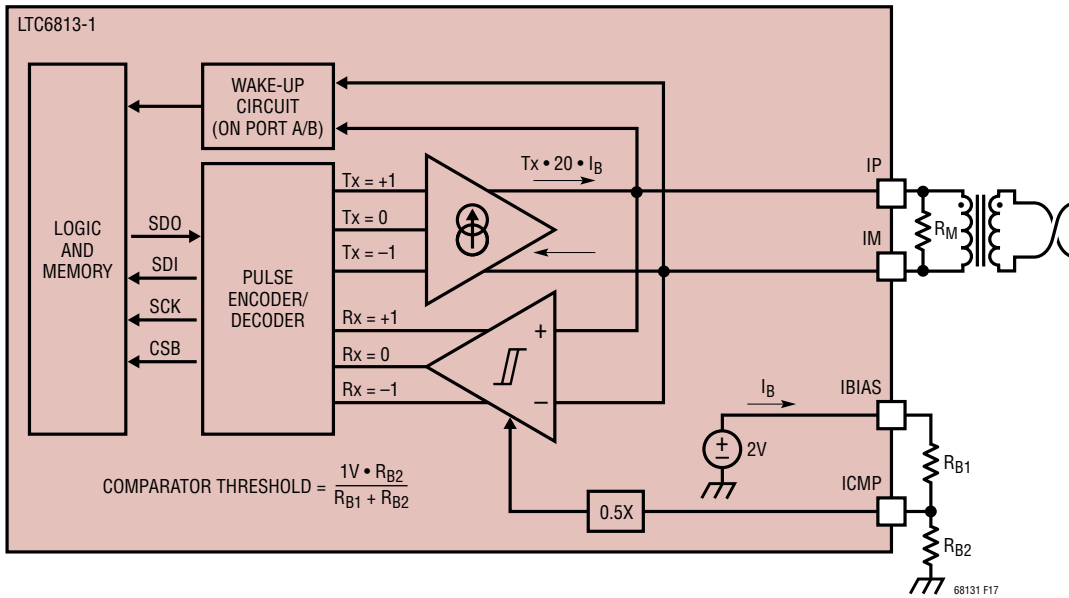 LTC6813-1
WAKE-UP
CIRCUIT
(ON PORT A/B)
LOGIC
AND
MEMORY
SDO
SDI
SCK
CSB
PULSE
ENCODER/
DECODER
Tx = +1
Tx = 0
Tx = –1
Rx = +1
Rx = 0
Rx = –1
Tx • 20 • IB
+
–
IP
IM
RM
IBIAS
IB
+
–
2V
ICMP
RB1
RB2
0.5X
COMPARATOR THRESHOLD = 1V • RB2
RB1 + RB2
68131 F17